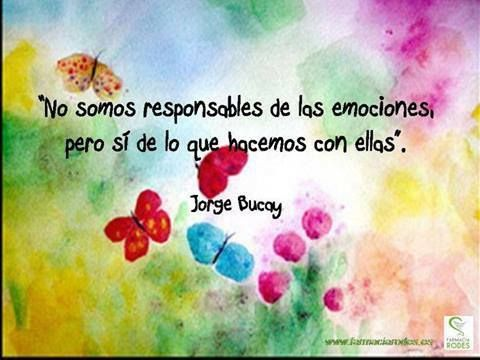 "No somos responsables de las emociones,
pero sí de lo que hacemos con ellas".
Jorge Bucay
www.farmaciarodes.es
FARMACIA
RODES